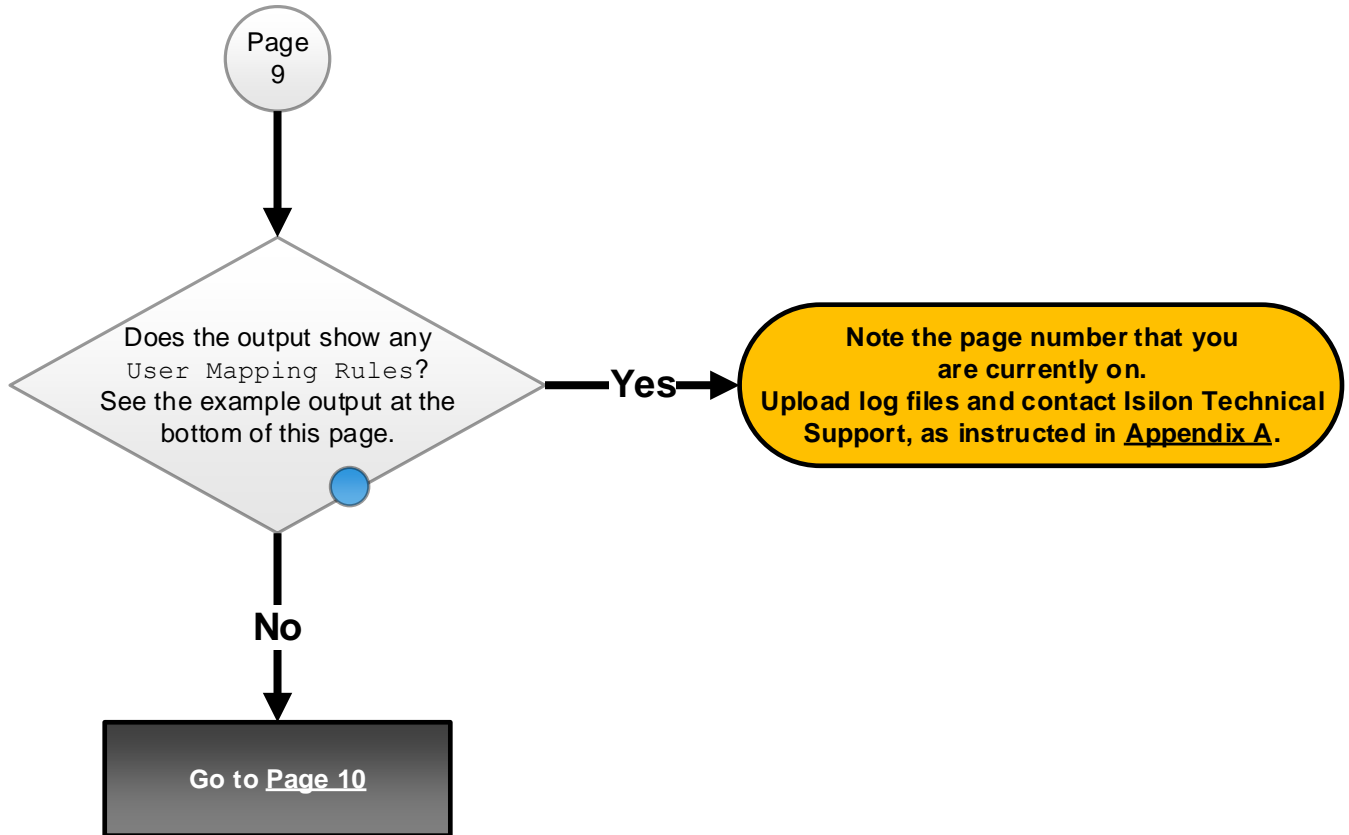 Page
9
Does the output show any
User Mapping Rules?
See the example output at the
bottom of this page.
Yes
Note the page number that you
are currently on.
Upload log files and contact Isilon Technical
Support, as instructed in Appendix A.
No
Go to Page 10